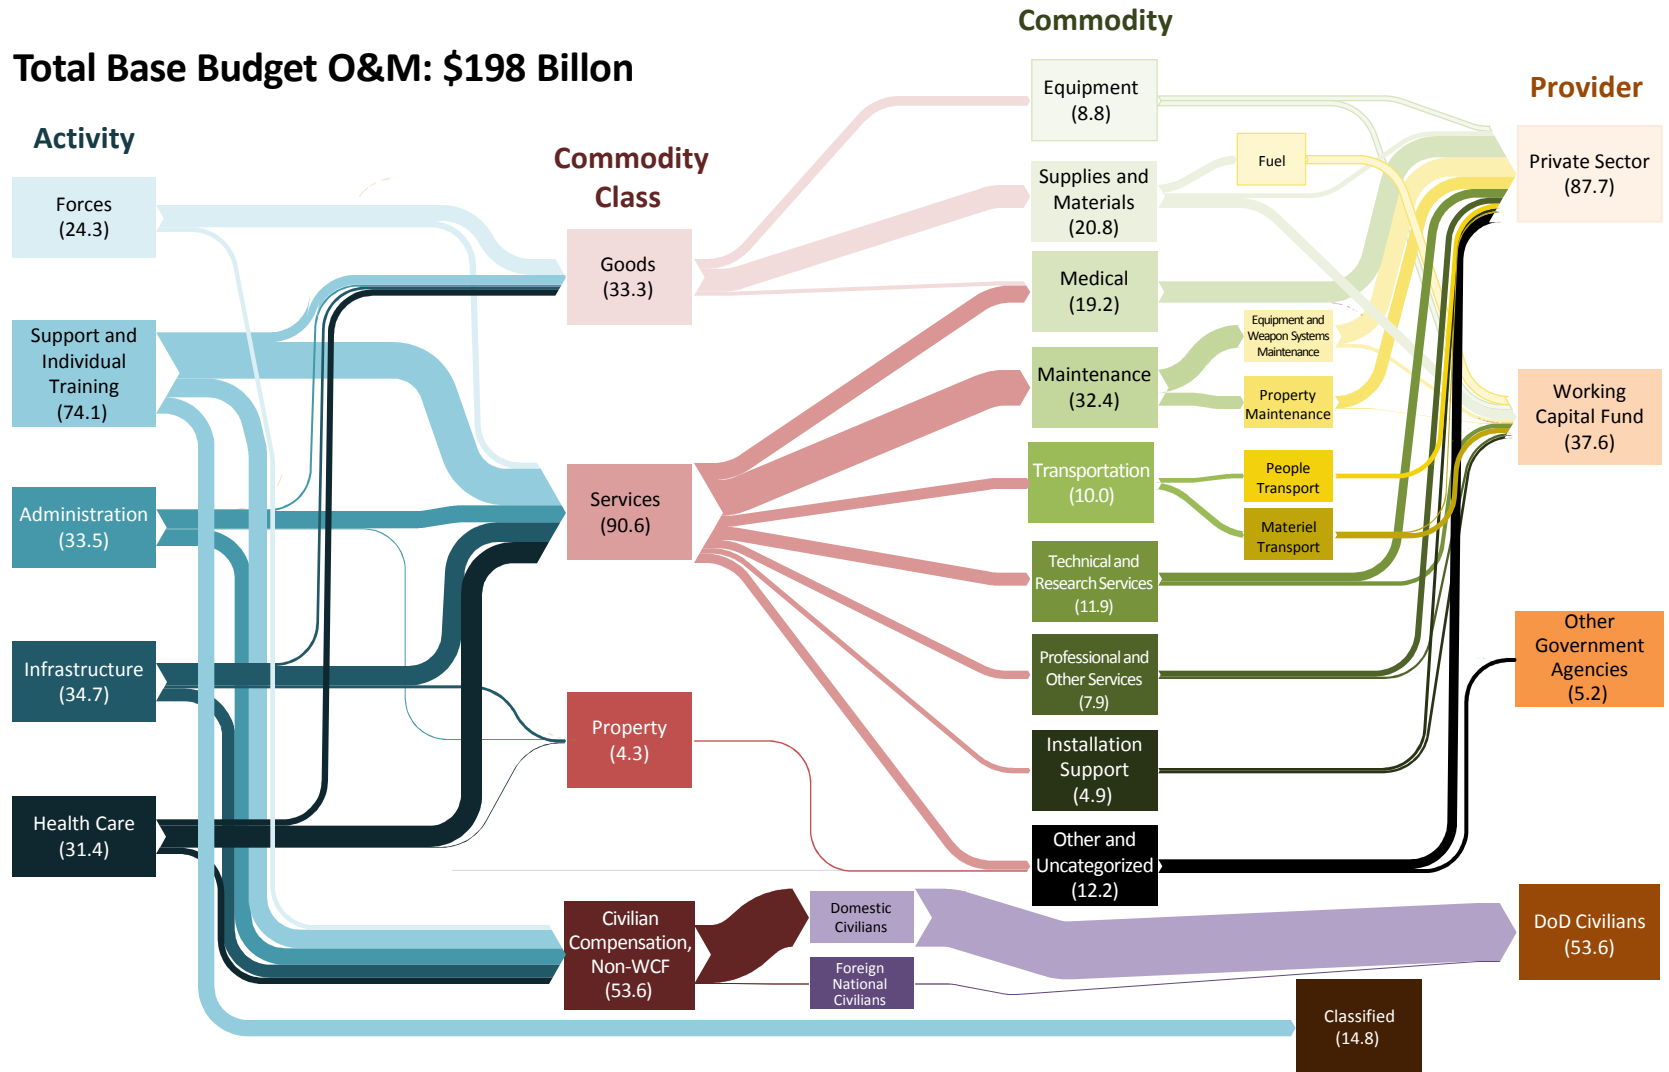 Total Base Budget O&M: $198 Billon
Activity
Forces
(24.3)
Support and
Individual
Training
(74.1)
Administration
(33.5)
Infrastructure
(34.7)
Health Care
(31.4)
Commodity
Class
Goods
(33.3)
Services
(90.6)
Property
(4.3)
Civilian
Compensation,
Non-WCF
(53.6)
Domestic
Civilians
Foreign
National
Civilians
Commodity
Equipment
(8.8)
Supplies and
Materials
(20.8)
Medical
(19.2)
Maintenance
(32.4)
Transportation
(10.0)
Technical and
Research Services
(11.9)
Professional and
Other Services
(7.9)
Installation
Support
(4.9)
Other and
Uncategorized
(12.2)
Fuel
Equipment and
Weapon Systems
Maintenance
Property
Maintenance
People
Transport
Materiel
Transport
Provider
Private Sector
(87.7)
Working
Capital Fund
(37.6)
Other
Government
Agencies
(5.2)
DoD Civilians
(53.6)
Classified
(14.8)